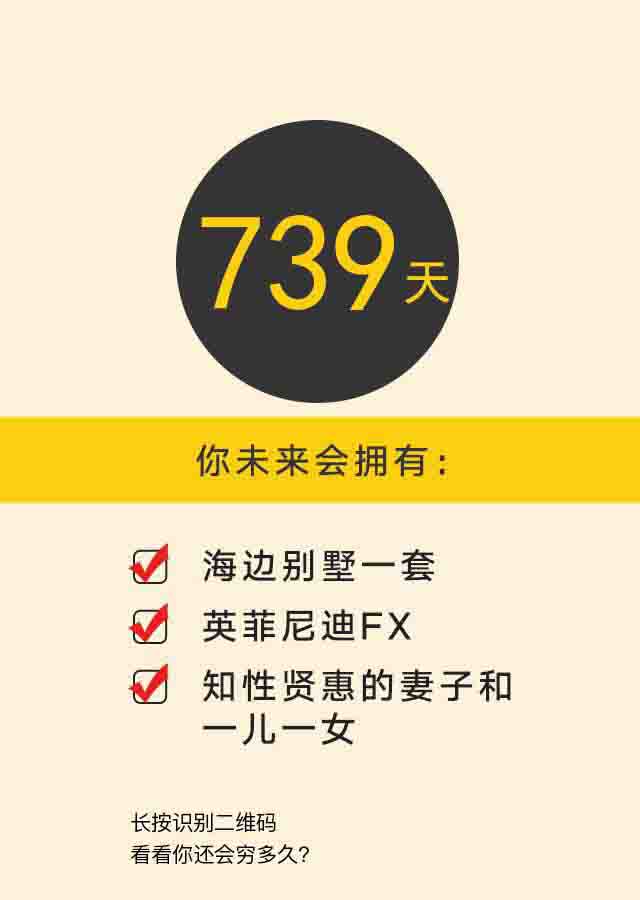 739天
你未来会拥有：
海边别墅一套
英菲尼迪FX
知性贤惠的妻子和
一儿一女
长按识别二维码
看看你还会穷多久?